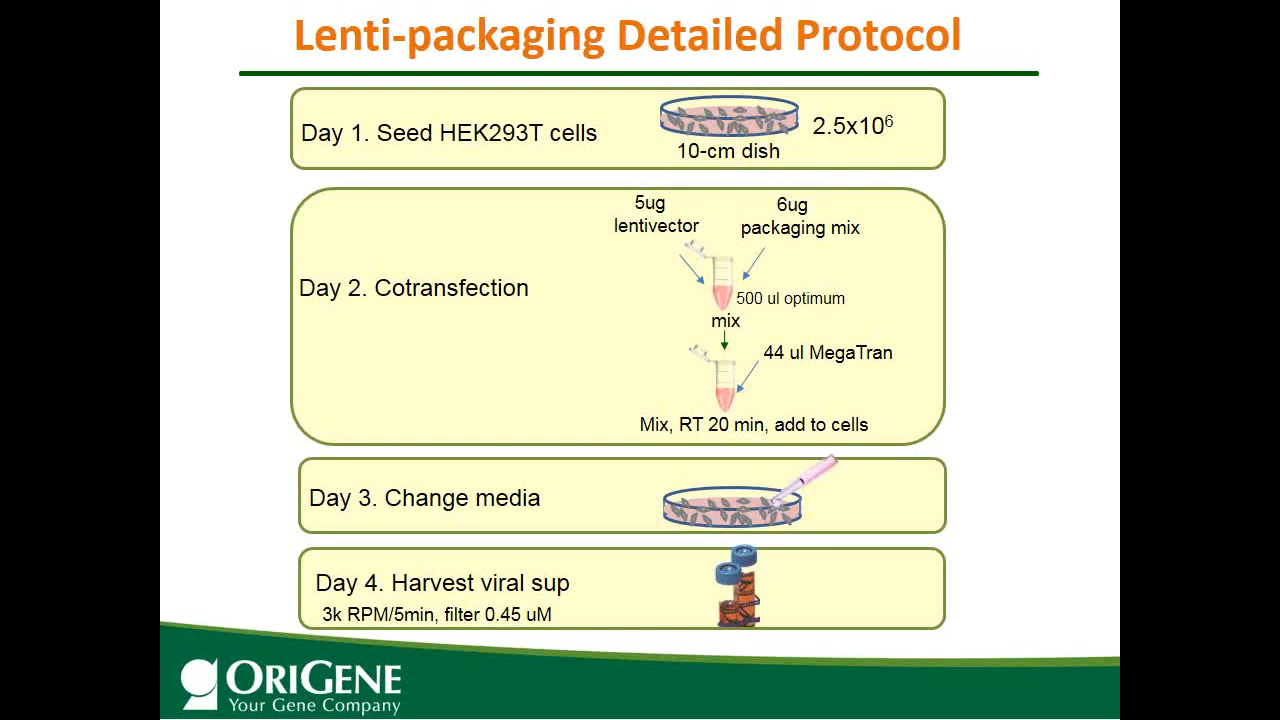 Lenti-packaging Detailed Protocol
Day 1. Seed HEK293T cells
2.5x10⁶
10-cm dish
5ug
lentivector
6ug
packaging mix
Day 2. Cotransfection
500 ul optimum
mix
44 ul MegaTran
Mix, RT 20 min, add to cells
Day 3. Change media
Day 4. Harvest viral sup
3k RPM/5min, filter 0.45 uM
ORIGENE
Your Gene Company